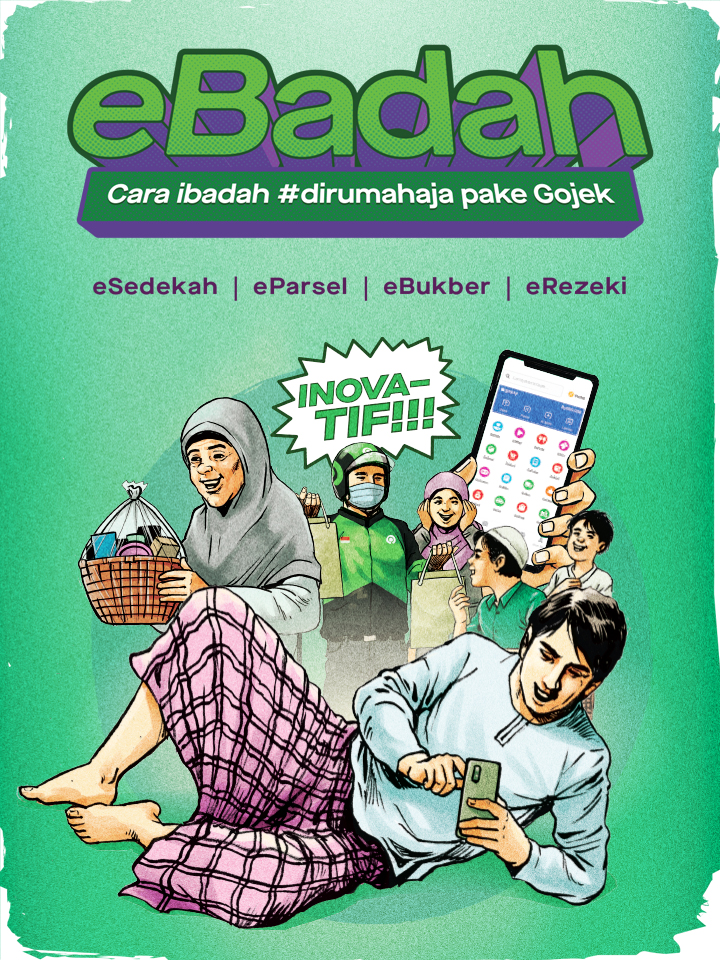 eBadah
Cara ibadah #dirumahaja pake Gojek
eSedekah | eParsel | eBukber | eRezeki
INOVA–
TIF!!!